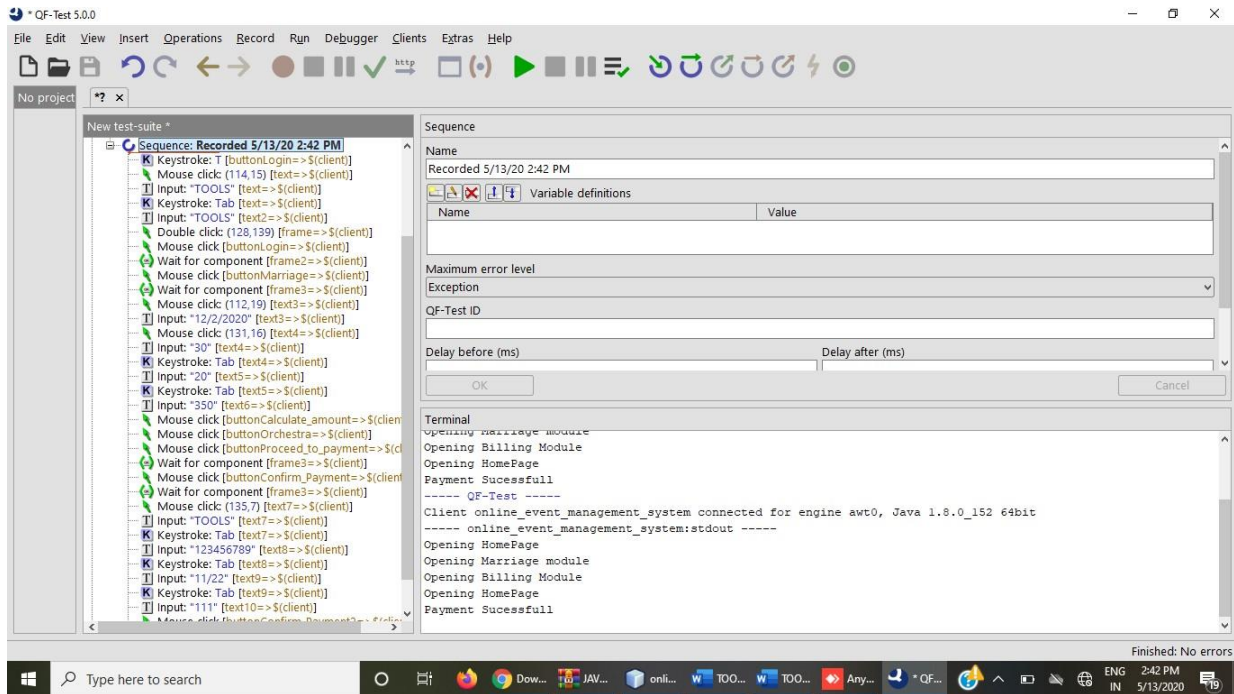 * QF-Test 5.0.0
File Edit View Insert Operations Record Run Debugger Clients Extras Help
http
No project
*?
New test-suite *
Sequence: Recorded 5/13/20 2:42 PM
Keystroke: T [buttonLogin=>$(client)]
Mouse click: (114,15) [text=>$(client)]
Input: "TOOLS" [text=>$(client)]
Keystroke: Tab [text=>$(client)]
Input: "TOOLS" [text2=>$(client)]
Double click: (128,139) [frame=>$(client)]
Mouse click [buttonLogin=>$(client)]
Wait for component [frame2=>$(client)]
Mouse click [buttonMarriage=>$(client)]
Wait for component [frame3=>$(client)]
Mouse click: (112,19) [text3=>$(client)]
Input: "12/2/2020" [text3=>$(client)]
Mouse click: (131,16) [text4=>$(client)]
Input: "30" [text4=>$(client)]
Keystroke: Tab [text4=>$(client)]
Input: "20" [text5=>$(client)]
Keystroke: Tab [text5=>$(client)]
Input: "350" [text6=>$(client)]
Mouse click [buttonCalculate_amount=>$(clien
Mouse click [buttonOrchestra=>$(client)]
Mouse click [buttonProceed_to_payment=>$(cl
Wait for component [frame3=>$(client)]
Mouse click [buttonConfirm_Payment=>$(client
Wait for component [frame3=>$(client)]
Mouse click: (135,7) [text7=>$(client)]
Input: "TOOLS" [text7=>$(client)]
Keystroke: Tab [text7=>$(client)]
Input: "123456789" [text8=>$(client)]
Keystroke: Tab [text8=>$(client)]
Input: "11/22" [text9=>$(client)]
Keystroke: Tab [text9=>$(client)]
Input: "111" [text10=>$(client)]
Mouse click [buttonConfirm_Payment2=>$(clie
Sequence
Name
Recorded 5/13/20 2:42 PM
Variable definitions
Name Value
Maximum error level
Exception
QF-Test ID
Delay before (ms) Delay after (ms)
OK Cancel
Terminal
Opening Marriage module
Opening Billing Module
Opening HomePage
Payment Sucessfull
----- QF-Test -----
Client online_event_management_system connected for engine awt0, Java 1.8.0_152 64bit
----- online_event_management_system:stdout -----
Opening HomePage
Opening Marriage module
Opening Billing Module
Opening HomePage
Payment Sucessfull
Finished: No errors
Type here to search
Dow... JAV... onli... TOO... TOO... Any... * QF...
ENG 2:42 PM
IN 5/13/2020
19